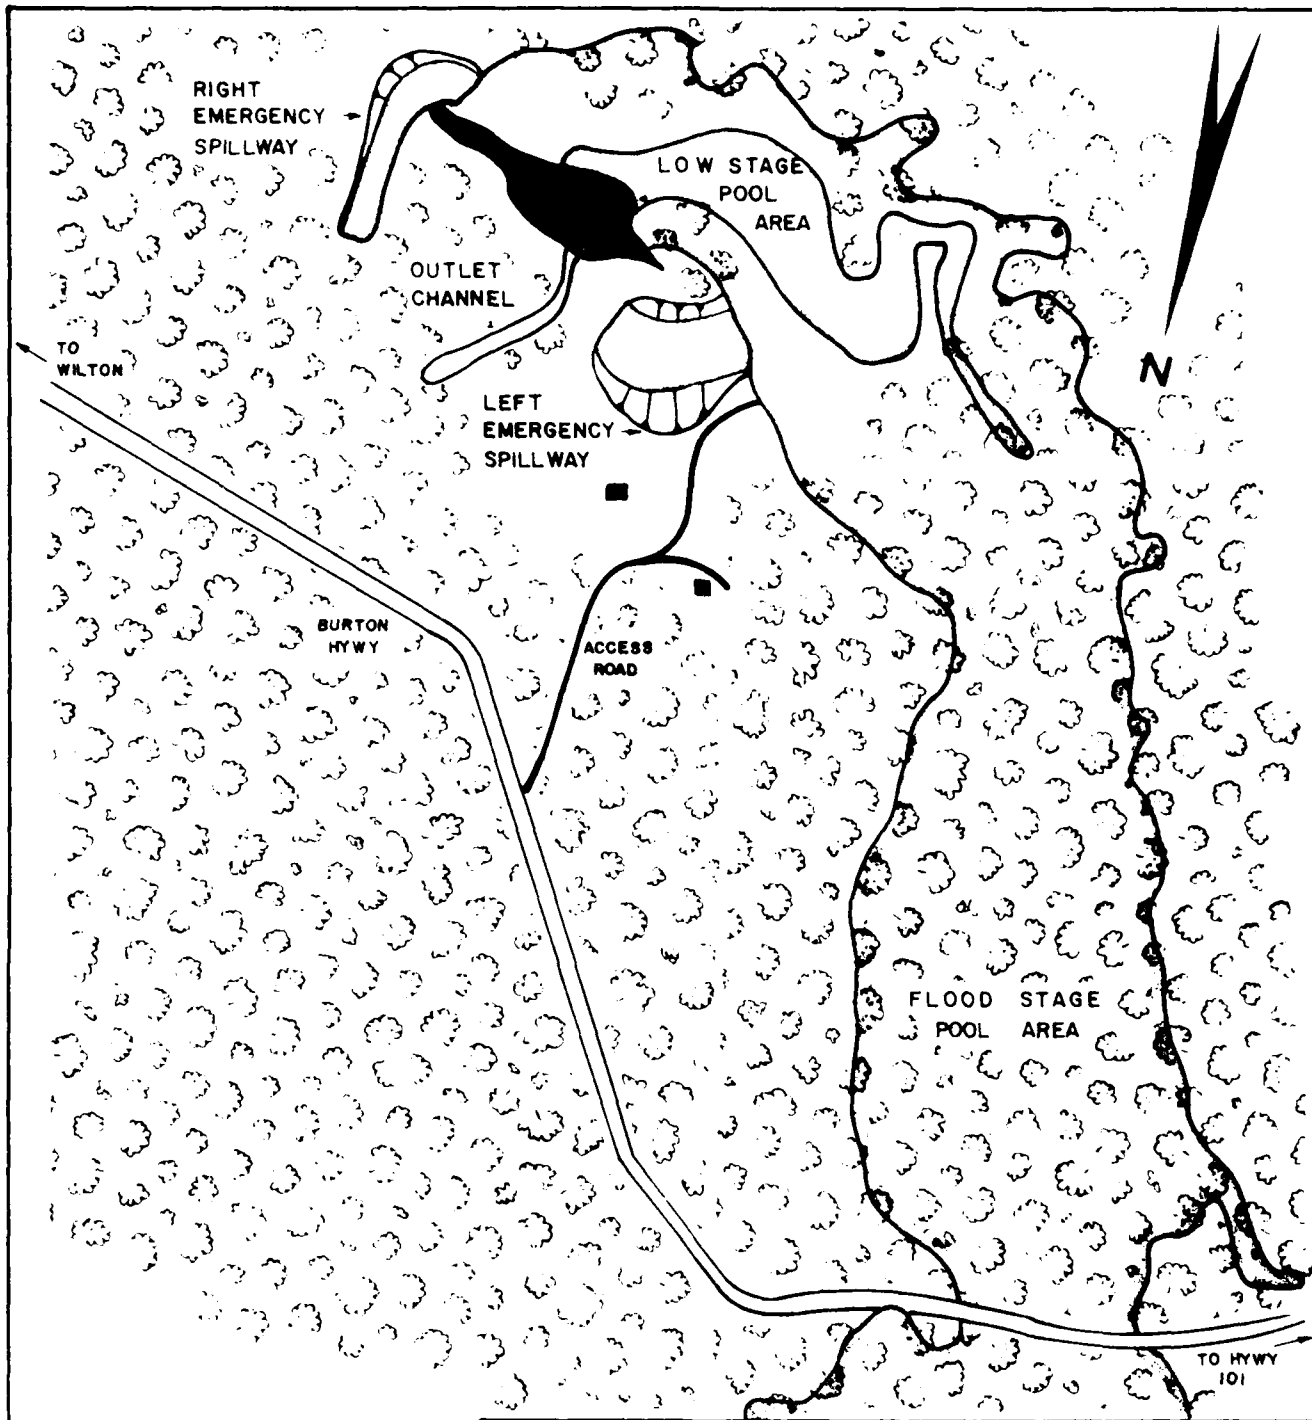 RIGHT
EMERGENCY
SPILLWAY
LOW STAGE
POOL
AREA
OUTLET
CHANNEL
TO
WILTON
N
LEFT
EMERGENCY
SPILLWAY
BURTON
HYWY
ACCESS
ROAD
FLOOD STAGE
POOL AREA
TO HYWY
101